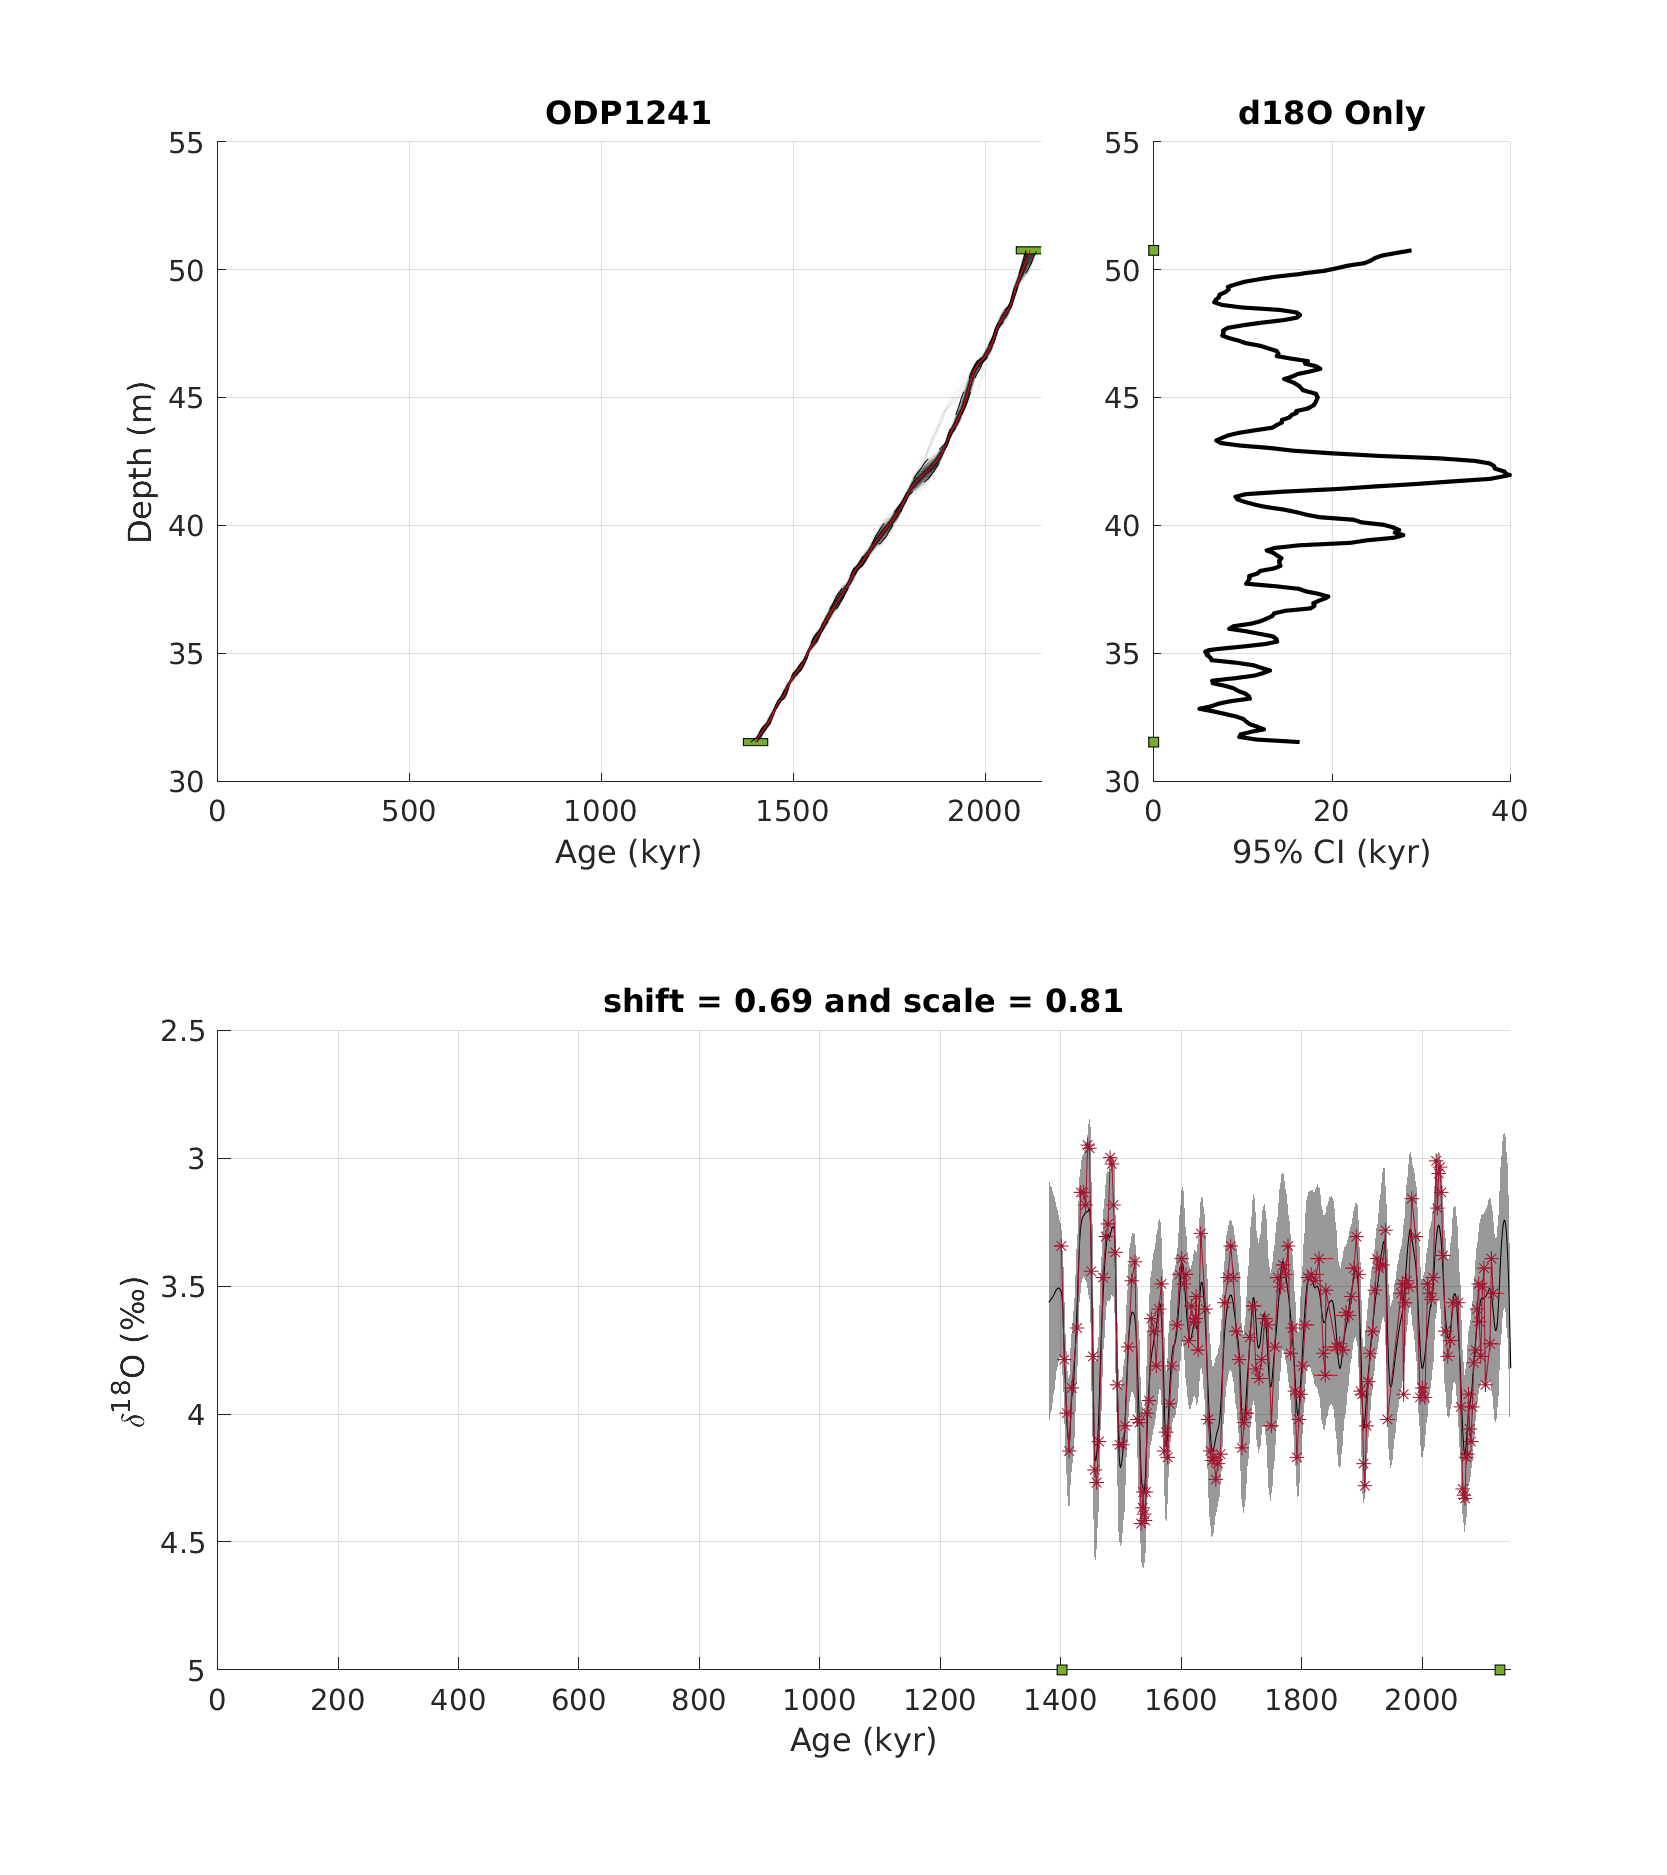 ODP1241
d18O Only
55
50
45
40
35
30
Depth (m)
0 500 1000 1500 2000
Age (kyr)
55
50
45
40
35
30
0 20 40
95% CI (kyr)
shift = 0.69 and scale = 0.81
2.5
3
3.5
4
4.5
5
δ18O (‰)
0 200 400 600 800 1000 1200 1400 1600 1800 2000
Age (kyr)